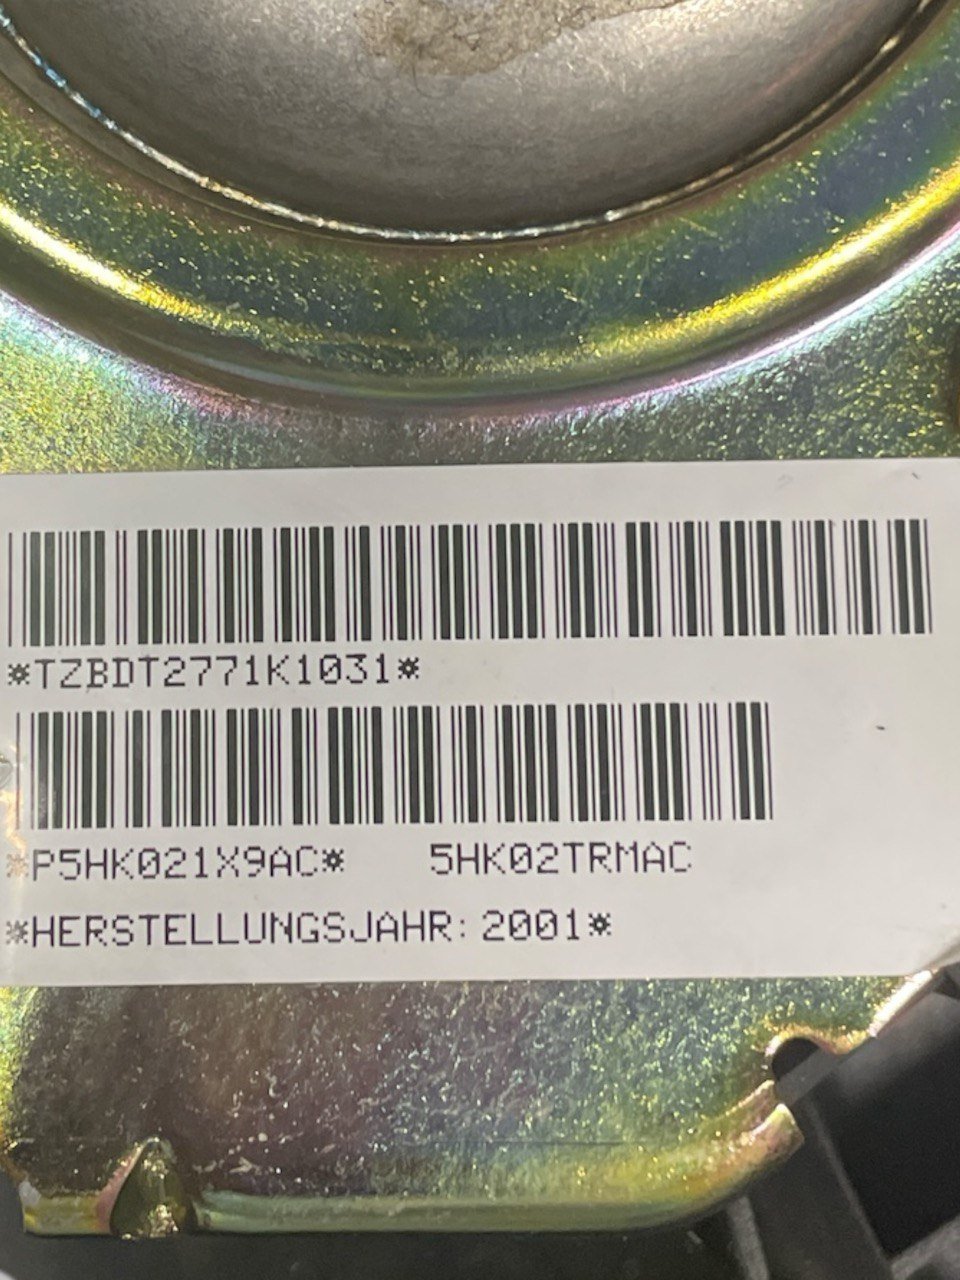 *TZBDT2771K1031*
*P5HK021X9AC* 5HK02TRMAC
*HERSTELLUNGSJAHR: 2001*